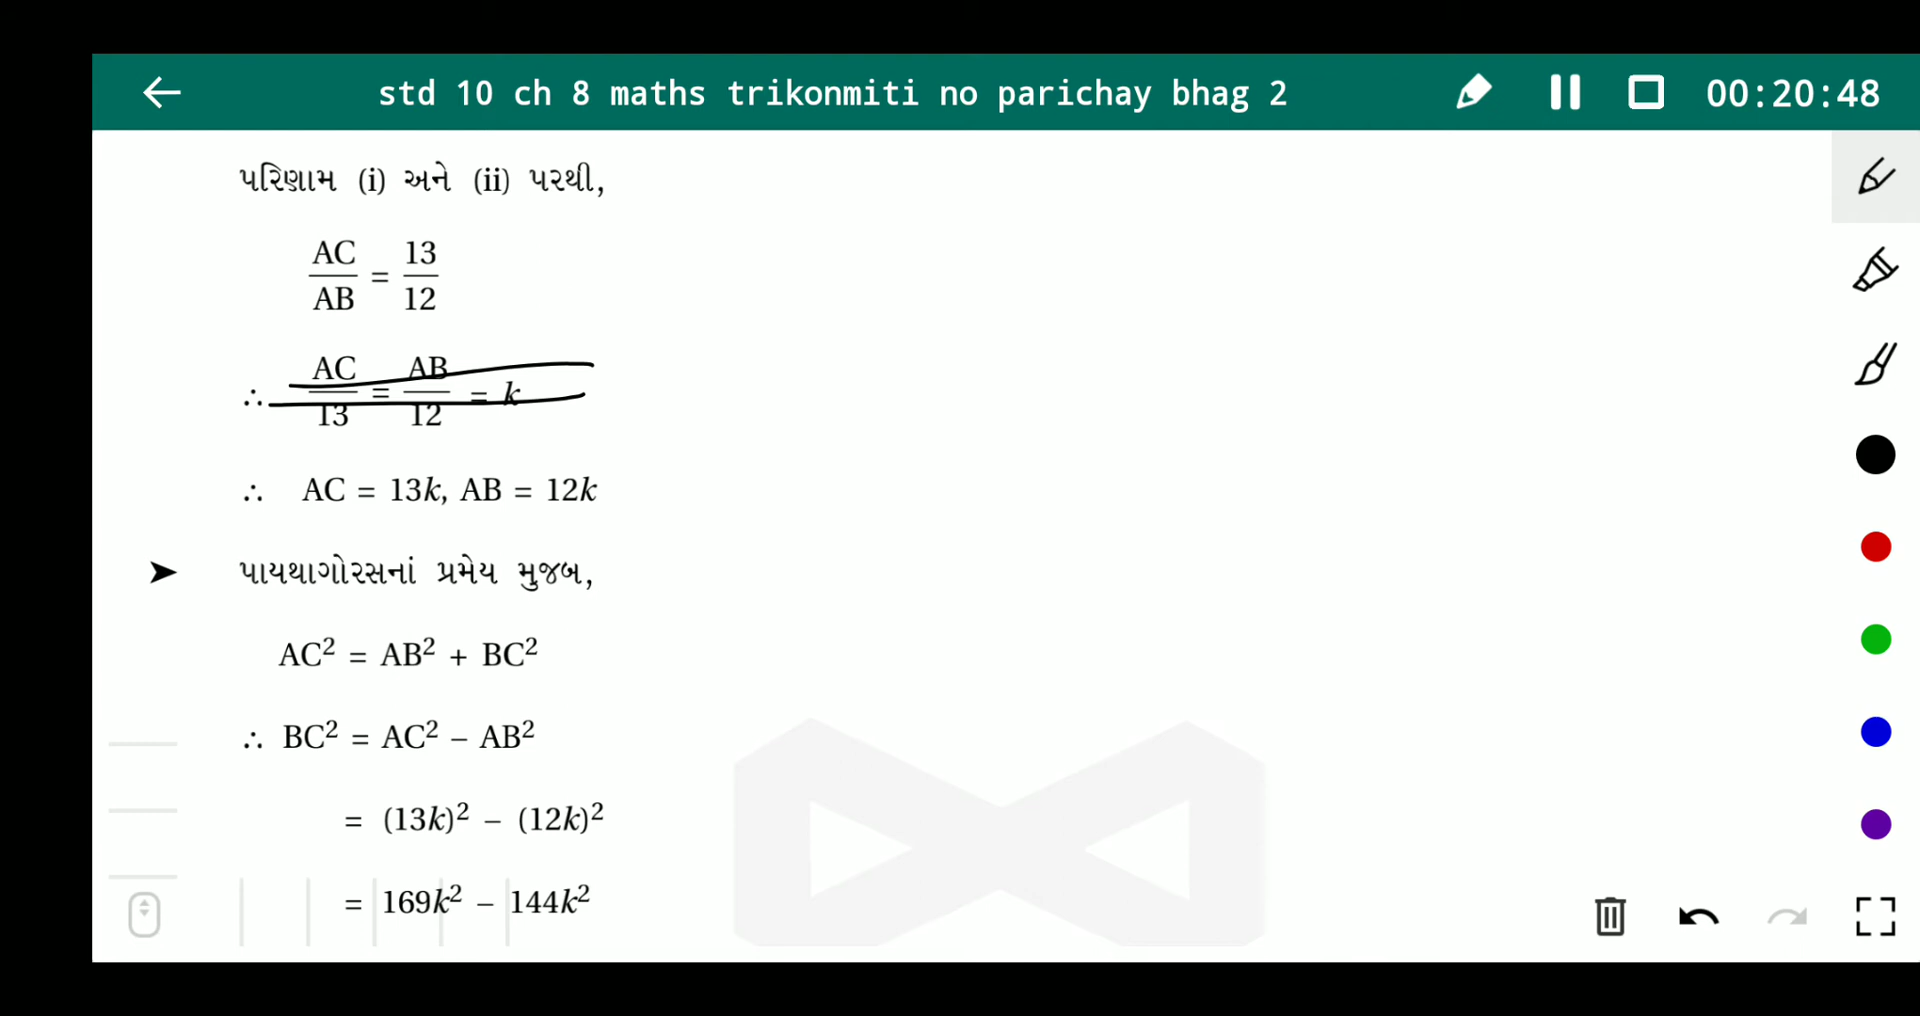 std 10 ch 8 maths trikonmiti no parichay bhag 2 00:20:48
પરિણામ (i) અને (ii) પરથી,
AC/AB = 13/12
∴ AC/13 = AB/12 = k
∴ AC = 13k, AB = 12k
➤ પાયથાગોરસનાં પ્રમેય મુજબ,
AC² = AB² + BC²
∴ BC² = AC² – AB²
= (13k)² – (12k)²
= 169k² – 144k²